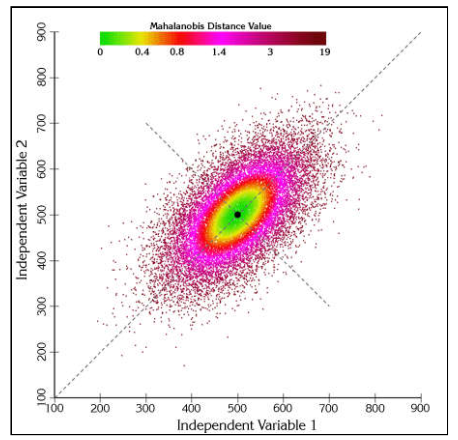 Mahalanobis Distance Value
0 0.4 0.8 1.4 3 19
900
800
700
600
500
400
300
200
100
Independent Variable 2
100 200 300 400 500 600 700 800 900
Independent Variable 1